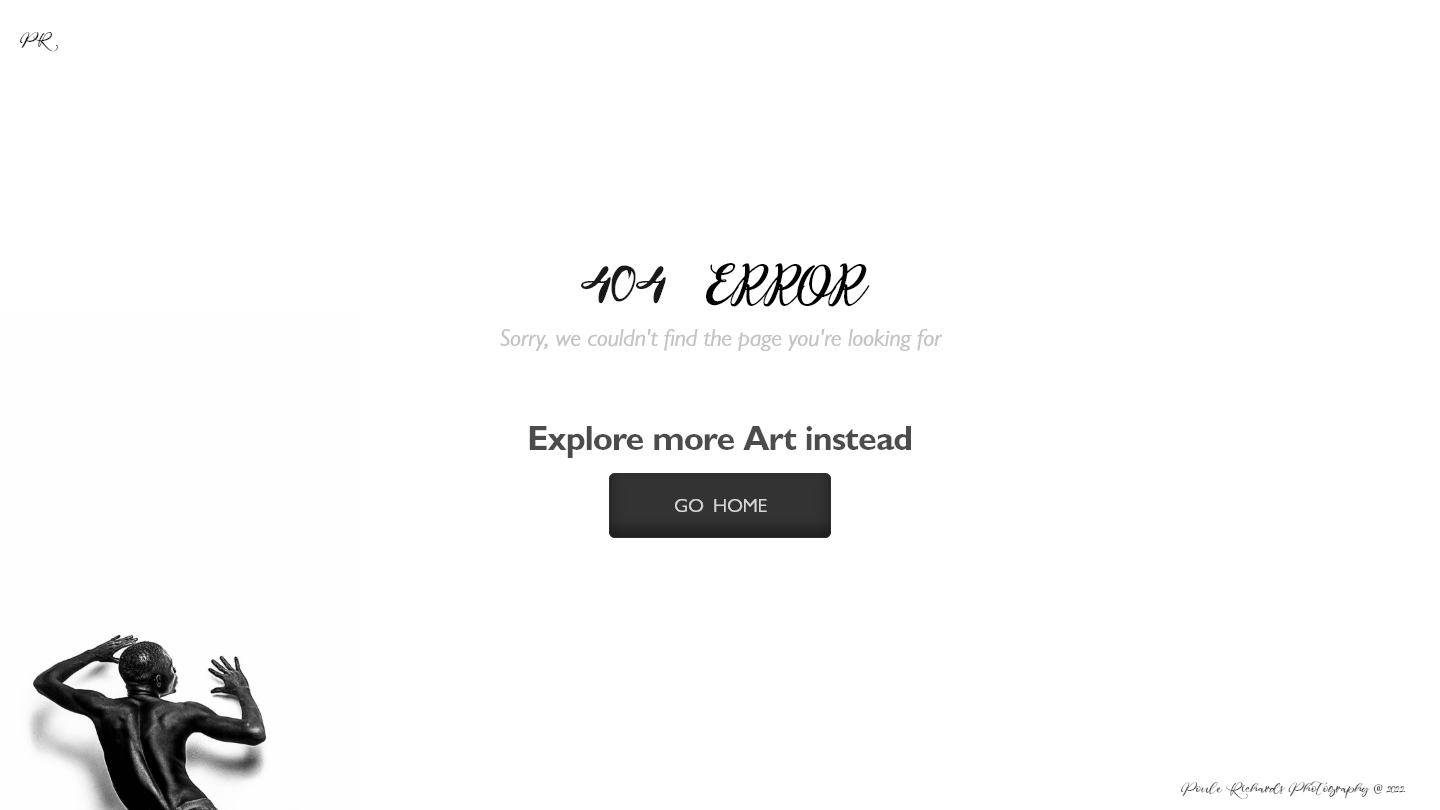 PR
404 ERROR
Sorry, we couldn't find the page you're looking for
Explore more Art instead
GO HOME
Poule Richards Photography @ 2022